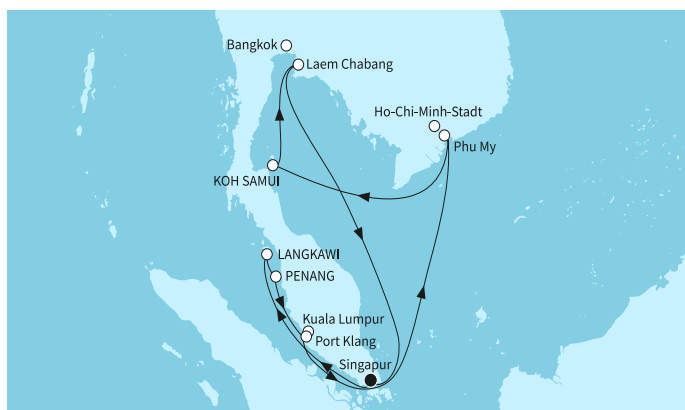 Bangkok
Laem Chabang
Ho-Chi-Minh-Stadt
Phu My
KOH SAMUI
LANGKAWI
PENANG
Kuala Lumpur
Port Klang
Singapur